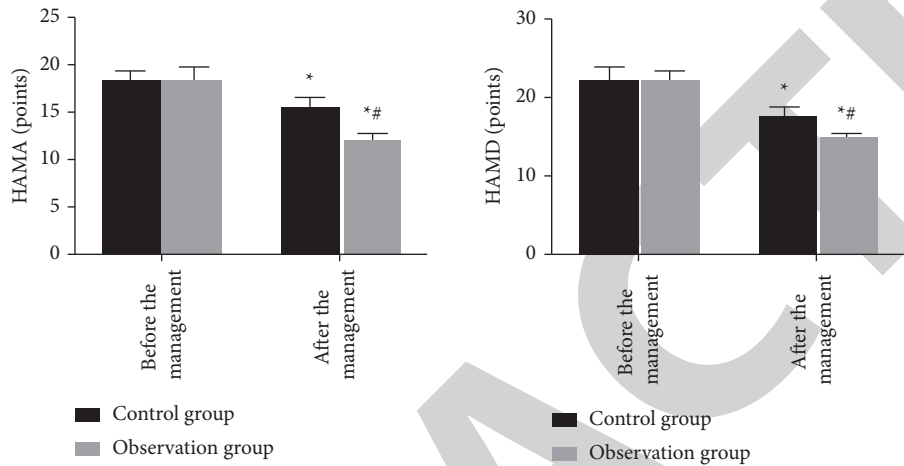 25
20
15
10
5
0
HAMA (points)
*
*#
Before the
management
After the
management
Control group
Observation group
30
20
10
0
HAMD (points)
*
*#
Before the
management
After the
management
Control group
Observation group